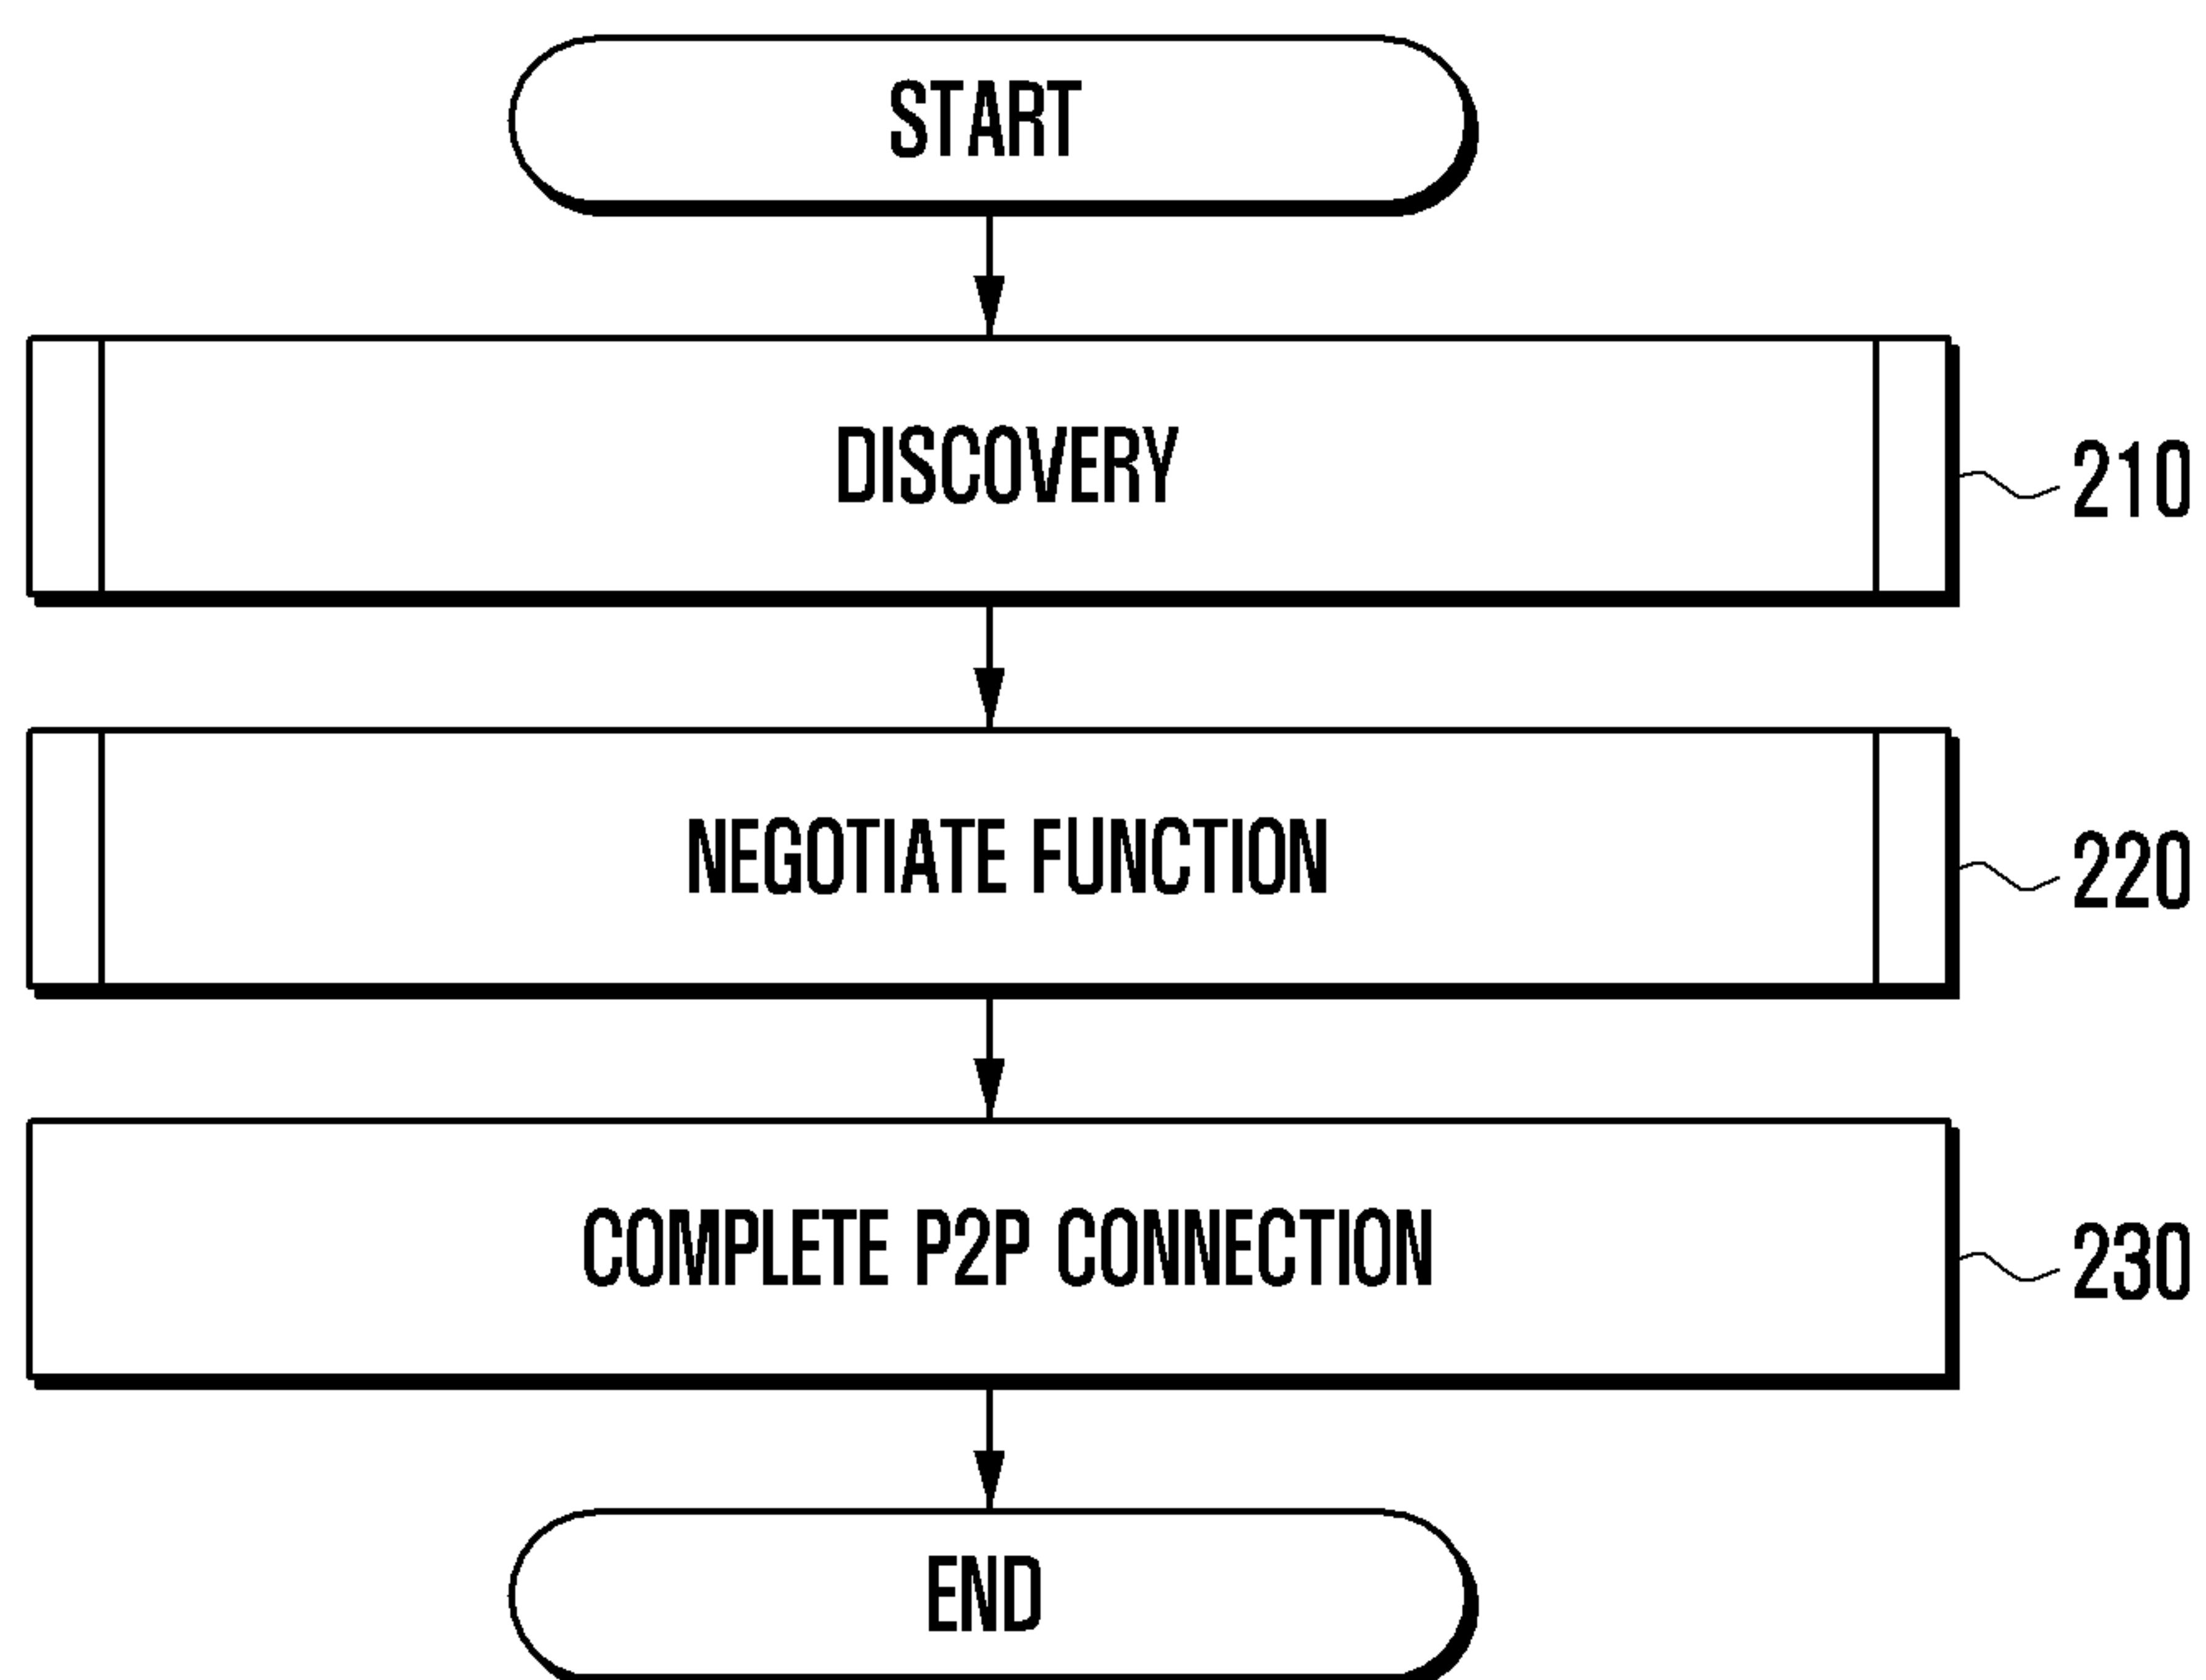 START
DISCOVERY
210
NEGOTIATE FUNCTION
220
COMPLETE P2P CONNECTION
230
END